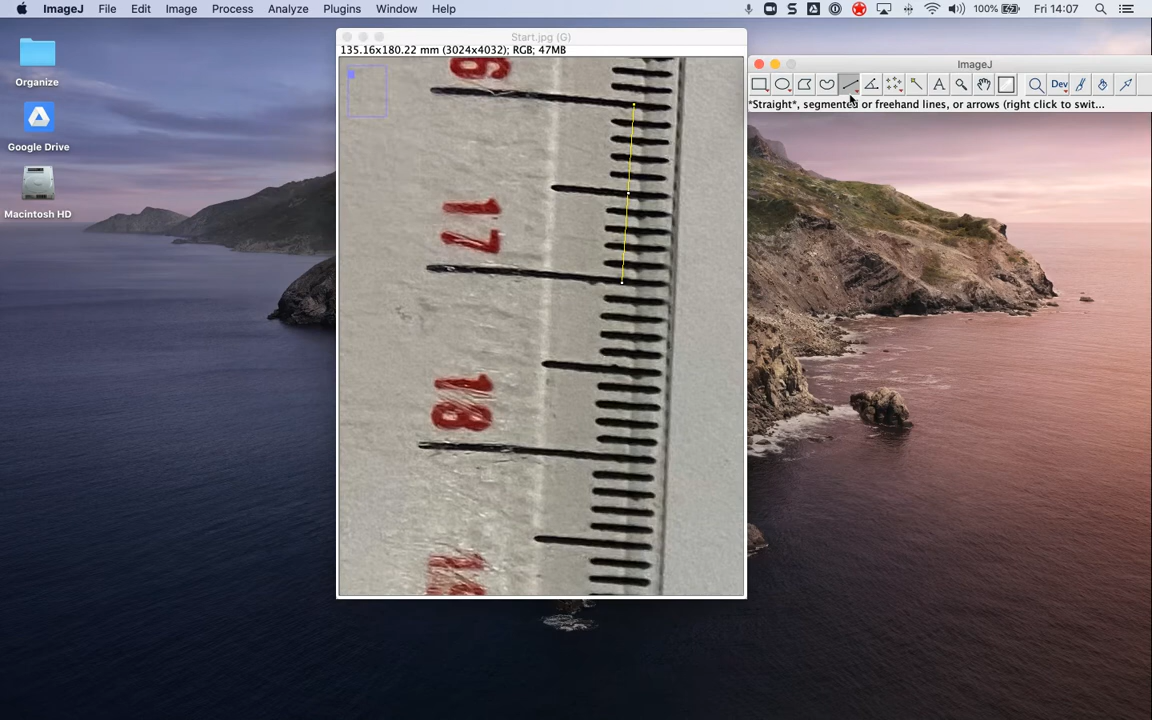 ImageJ File Edit Image Process Analyze Plugins Window Help
100% Fri 14:07
Organize
Google Drive
Macintosh HD
Start.jpg (G)
135.16x180.22 mm (3024x4032); RGB; 47MB
17
18
ImageJ
A Dev
*Straight*, segmented or freehand lines, or arrows (right click to swit...